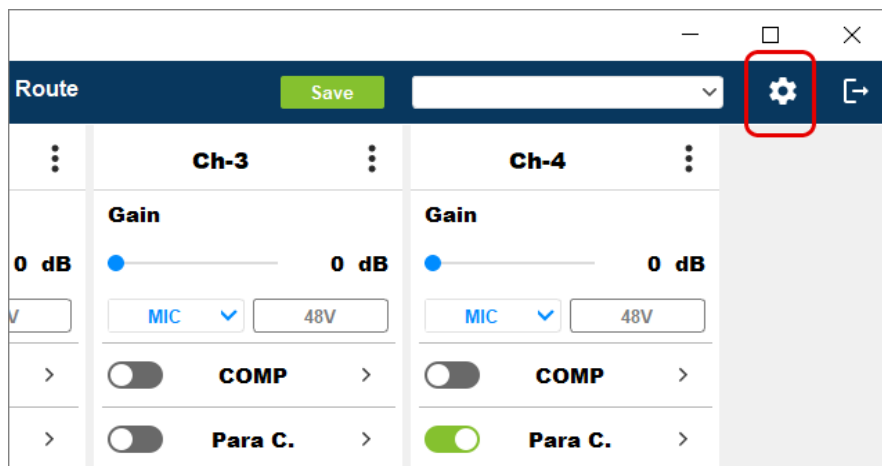 Route Save
Ch-3 Ch-4
Gain Gain
0 dB 0 dB 0 dB
V MIC 48V MIC 48V
COMP COMP
Para C. Para C.